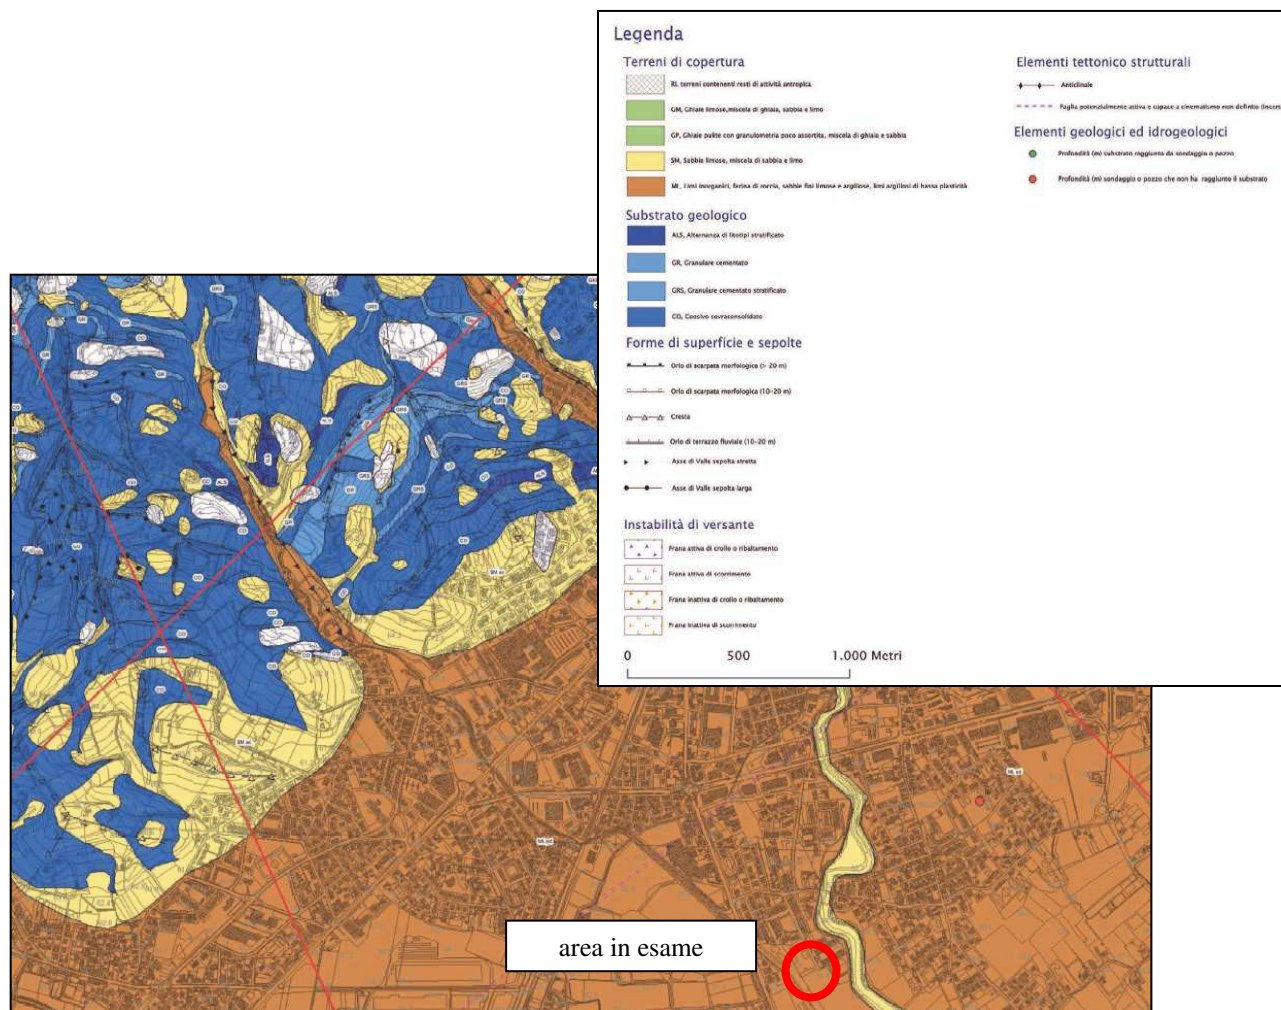 Legenda
Terreni di copertura
RI, terreni contenenti resti di attività antropica
GM, Ghiaie limose, miscela di ghiaia, sabbia e limo
GP, Ghiaie pulite con granulometria poco assortita, miscela di ghiaia e sabbia
SM, Sabbie limose, miscela di sabbia e limo
ML, Limi inorganici, farina di roccia, sabbie fini limose e argillose, limi argillosi di bassa plasticità
Substrato geologico
ALS, Alternanza di litotipi stratificato
GR, Granulare cementato
GRS, Granulare cementato stratificato
CO, Coesivo sovraconsolidato
Forme di superficie e sepolte
Orlo di scarpata morfologica (> 20 m)
Orlo di scarpata morfologica (10-20 m)
Cresta
Orlo di terrazzo fluviale (10-20 m)
Asse di Valle sepolta stretta
Asse di Valle sepolta larga
Instabilità di versante
Frana attiva di crollo o ribaltamento
Frana attiva di scorrimento
Frana inattiva di crollo o ribaltamento
Frana inattiva di scorrimento
0 500 1.000 Metri
Elementi tettonico strutturali
Anticlinale
Faglia potenzialmente attiva e capace a cinematismo non definito (incert
Elementi geologici ed idrogeologici
Profondità (m) substrato raggiunto da sondaggio o pozzo
Profondità (m) sondaggio o pozzo che non ha raggiunto il substrato
area in esame